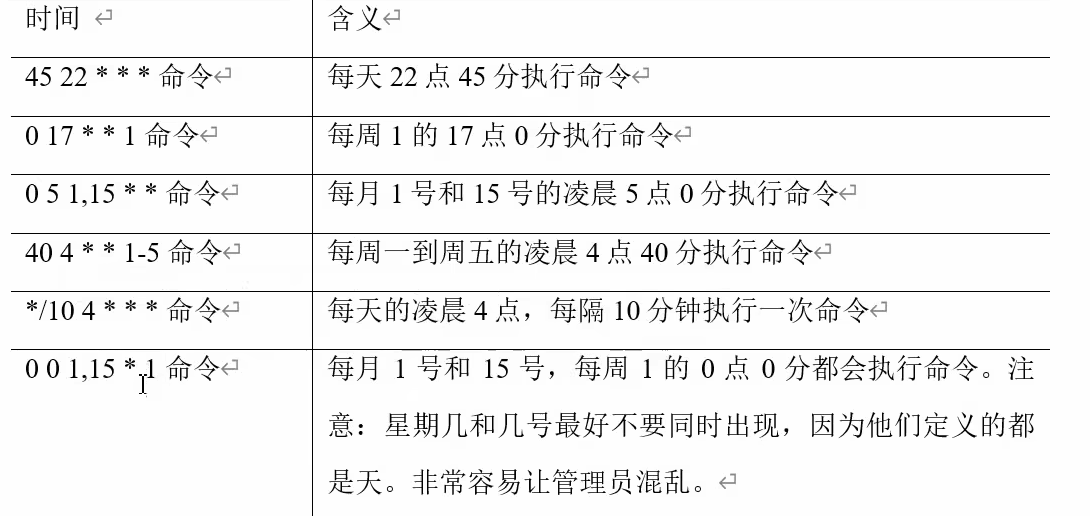 时间
含义
45 22 * * * 命令
每天 22 点 45 分执行命令
0 17 * * 1 命令
每周 1 的 17 点 0 分执行命令
0 5 1,15 * * 命令
每月 1 号和 15 号的凌晨 5 点 0 分执行命令
40 4 * * 1-5 命令
每周一到周五的凌晨 4 点 40 分执行命令
*/10 4 * * * 命令
每天的凌晨 4 点，每隔 10 分钟执行一次命令
0 0 1,15 * 1 命令
每月 1 号和 15 号，每周 1 的 0 点 0 分都会执行命令。注
意：星期几和几号最好不要同时出现，因为他们定义的都
是天。非常容易让管理员混乱。